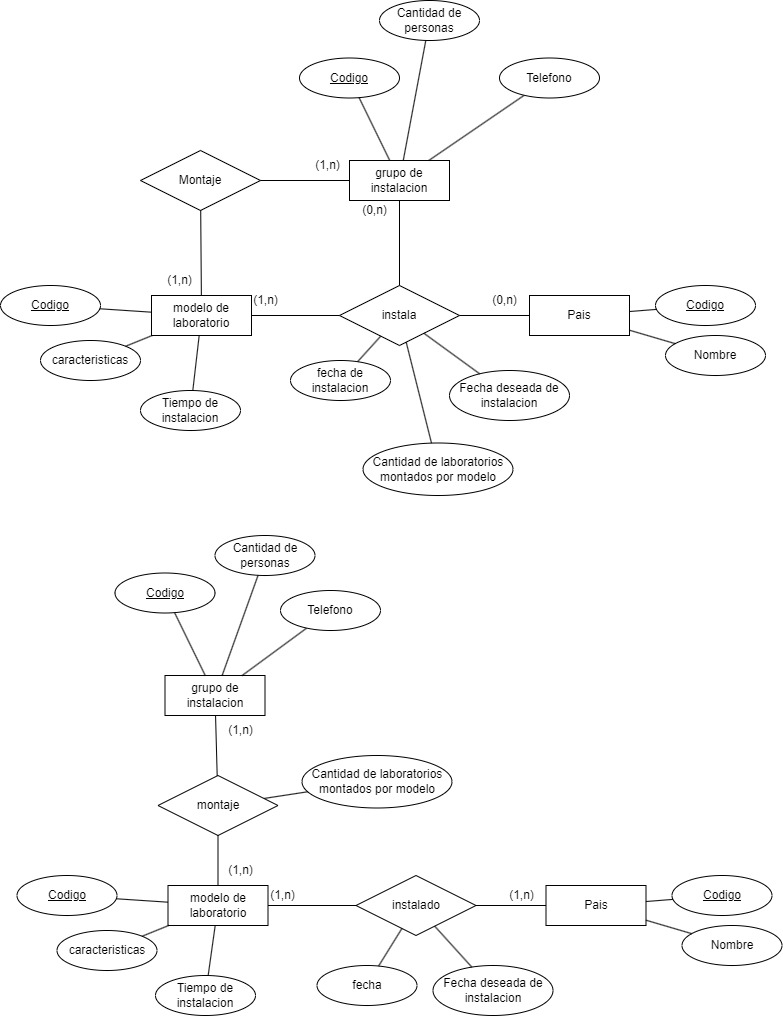 Cantidad de
personas
Codigo
Telefono
Montaje
(1,n)
grupo de
instalacion
(0,n)
(1,n)
Codigo
modelo de
laboratorio
(1,n)
instala
(0,n)
Pais
Codigo
Nombre
caracteristicas
Tiempo de
instalacion
fecha de
instalacion
Fecha deseada de
instalacion
Cantidad de laboratorios
montados por modelo
Cantidad de
personas
Codigo
Telefono
grupo de
instalacion
(1,n)
Cantidad de laboratorios
montados por modelo
montaje
(1,n)
Codigo
modelo de
laboratorio
(1,n)
instalado
(1,n)
Pais
Codigo
Nombre
caracteristicas
Tiempo de
instalacion
fecha
Fecha deseada de
instalacion